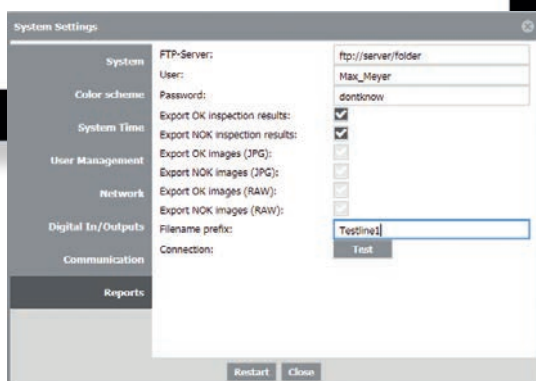 System Settings
System
Color scheme
System Time
User Management
Network
Digital In/Outputs
Communication
Reports
FTP-Server: ftp://server/folder
User: Max_Meyer
Password: dontknow
Export OK inspection results:
Export NOK inspection results:
Export OK images (JPG):
Export NOK images (JPG):
Export OK images (RAW):
Export NOK images (RAW):
Filename prefix: Testline1
Connection: Test
Restart Close